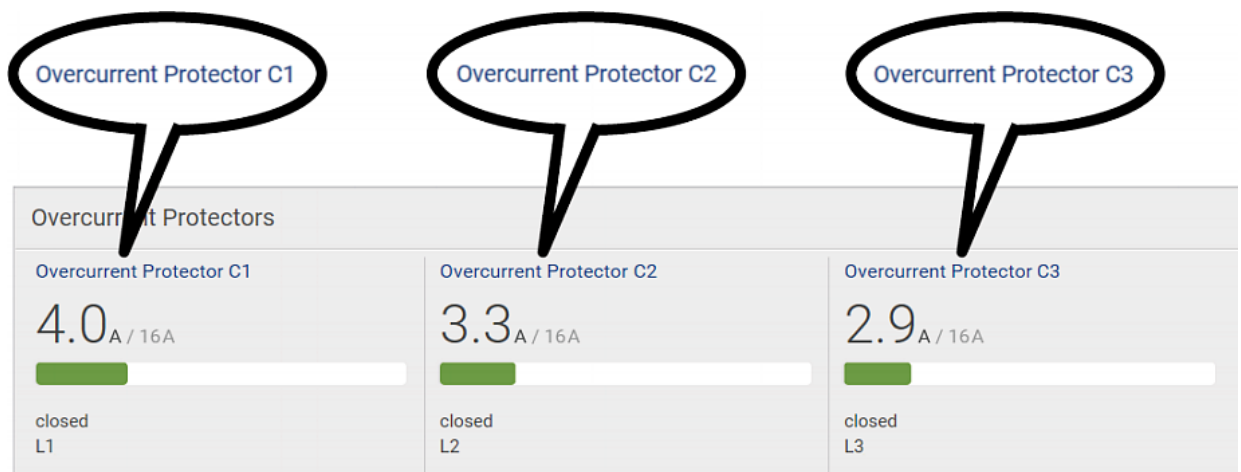 Overcurrent Protector C1
Overcurrent Protector C2
Overcurrent Protector C3
Overcurrent Protectors
Overcurrent Protector C1
4.0A / 16A
closed
L1
Overcurrent Protector C2
3.3A / 16A
closed
L2
Overcurrent Protector C3
2.9A / 16A
closed
L3